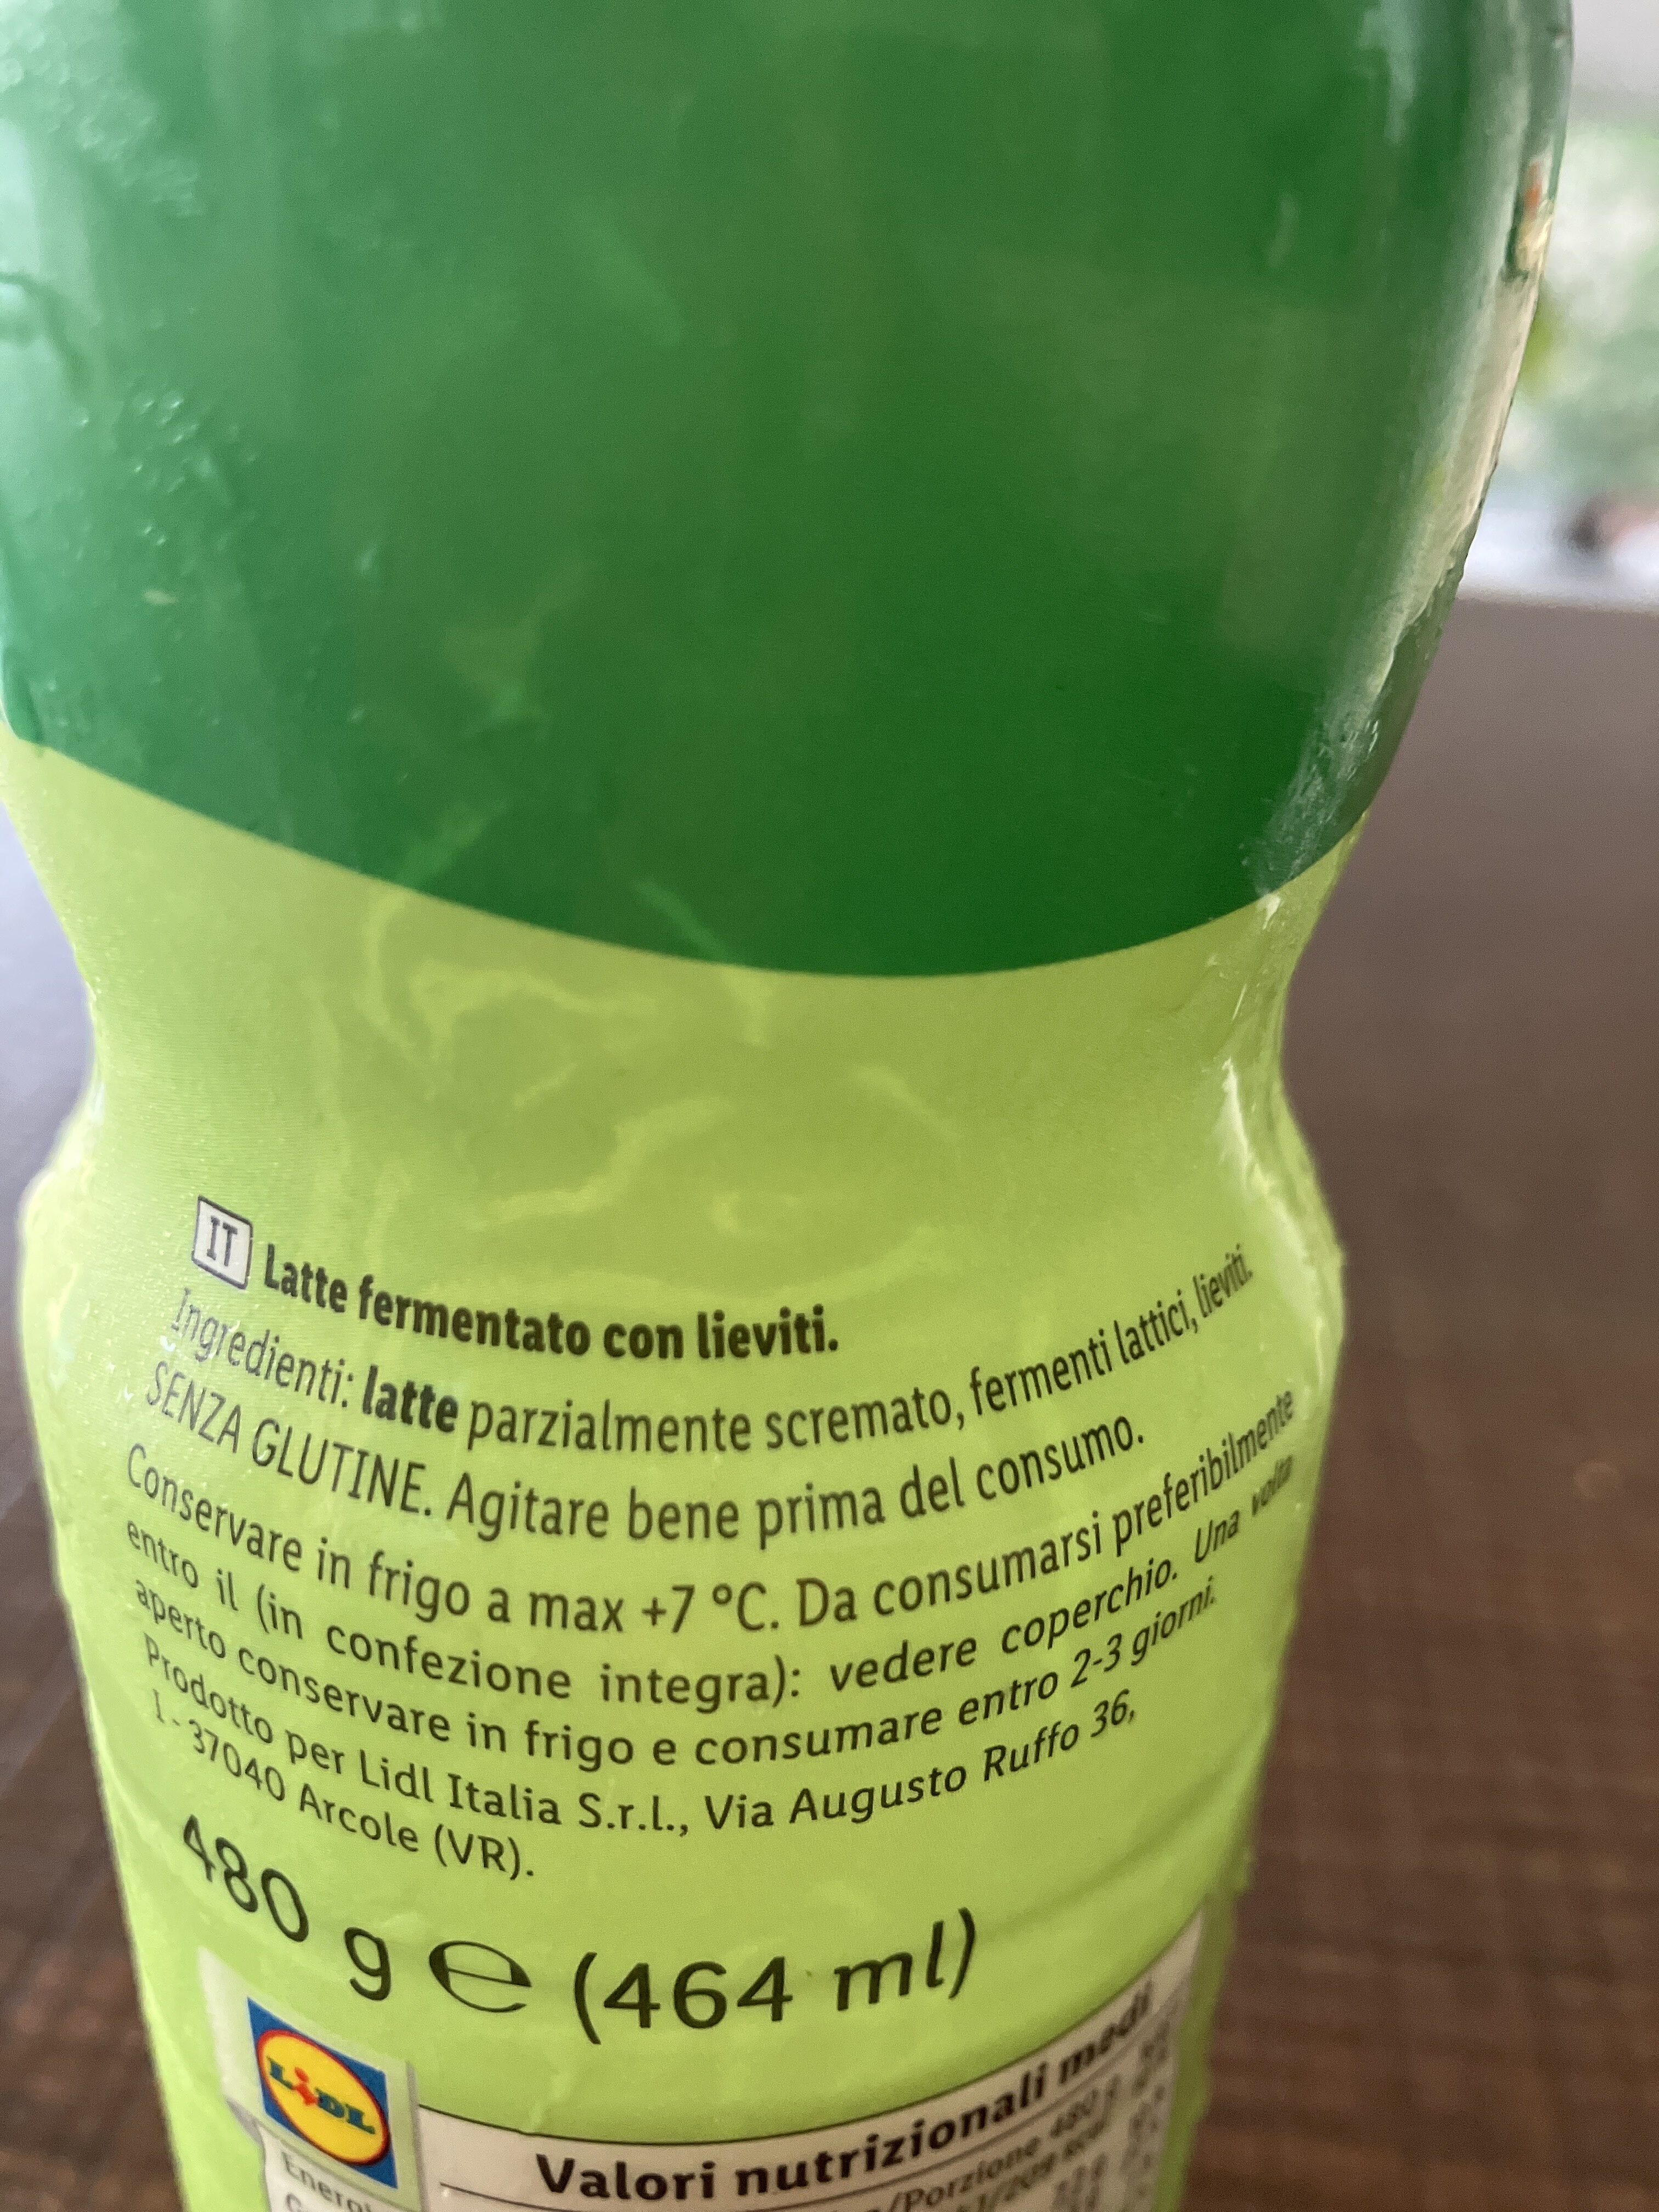 IT Latte fermentato con lieviti.
Ingredienti: latte parzialmente scremato, fermenti lattici, lieviti.
SENZA GLUTINE. Agitare bene prima del consumo.
Conservare in frigo a max +7 °C. Da consumarsi preferibilmente
entro il (in confezione integra): vedere coperchio. Una volta
aperto conservare in frigo e consumare entro 2-3 giorni.
Prodotto per Lidl Italia S.r.l., Via Augusto Ruffo 36,
I - 37040 Arcole (VR).
480 g e (464 ml)
LIDL
Valori nutrizionali medi
/Porzione 480 g